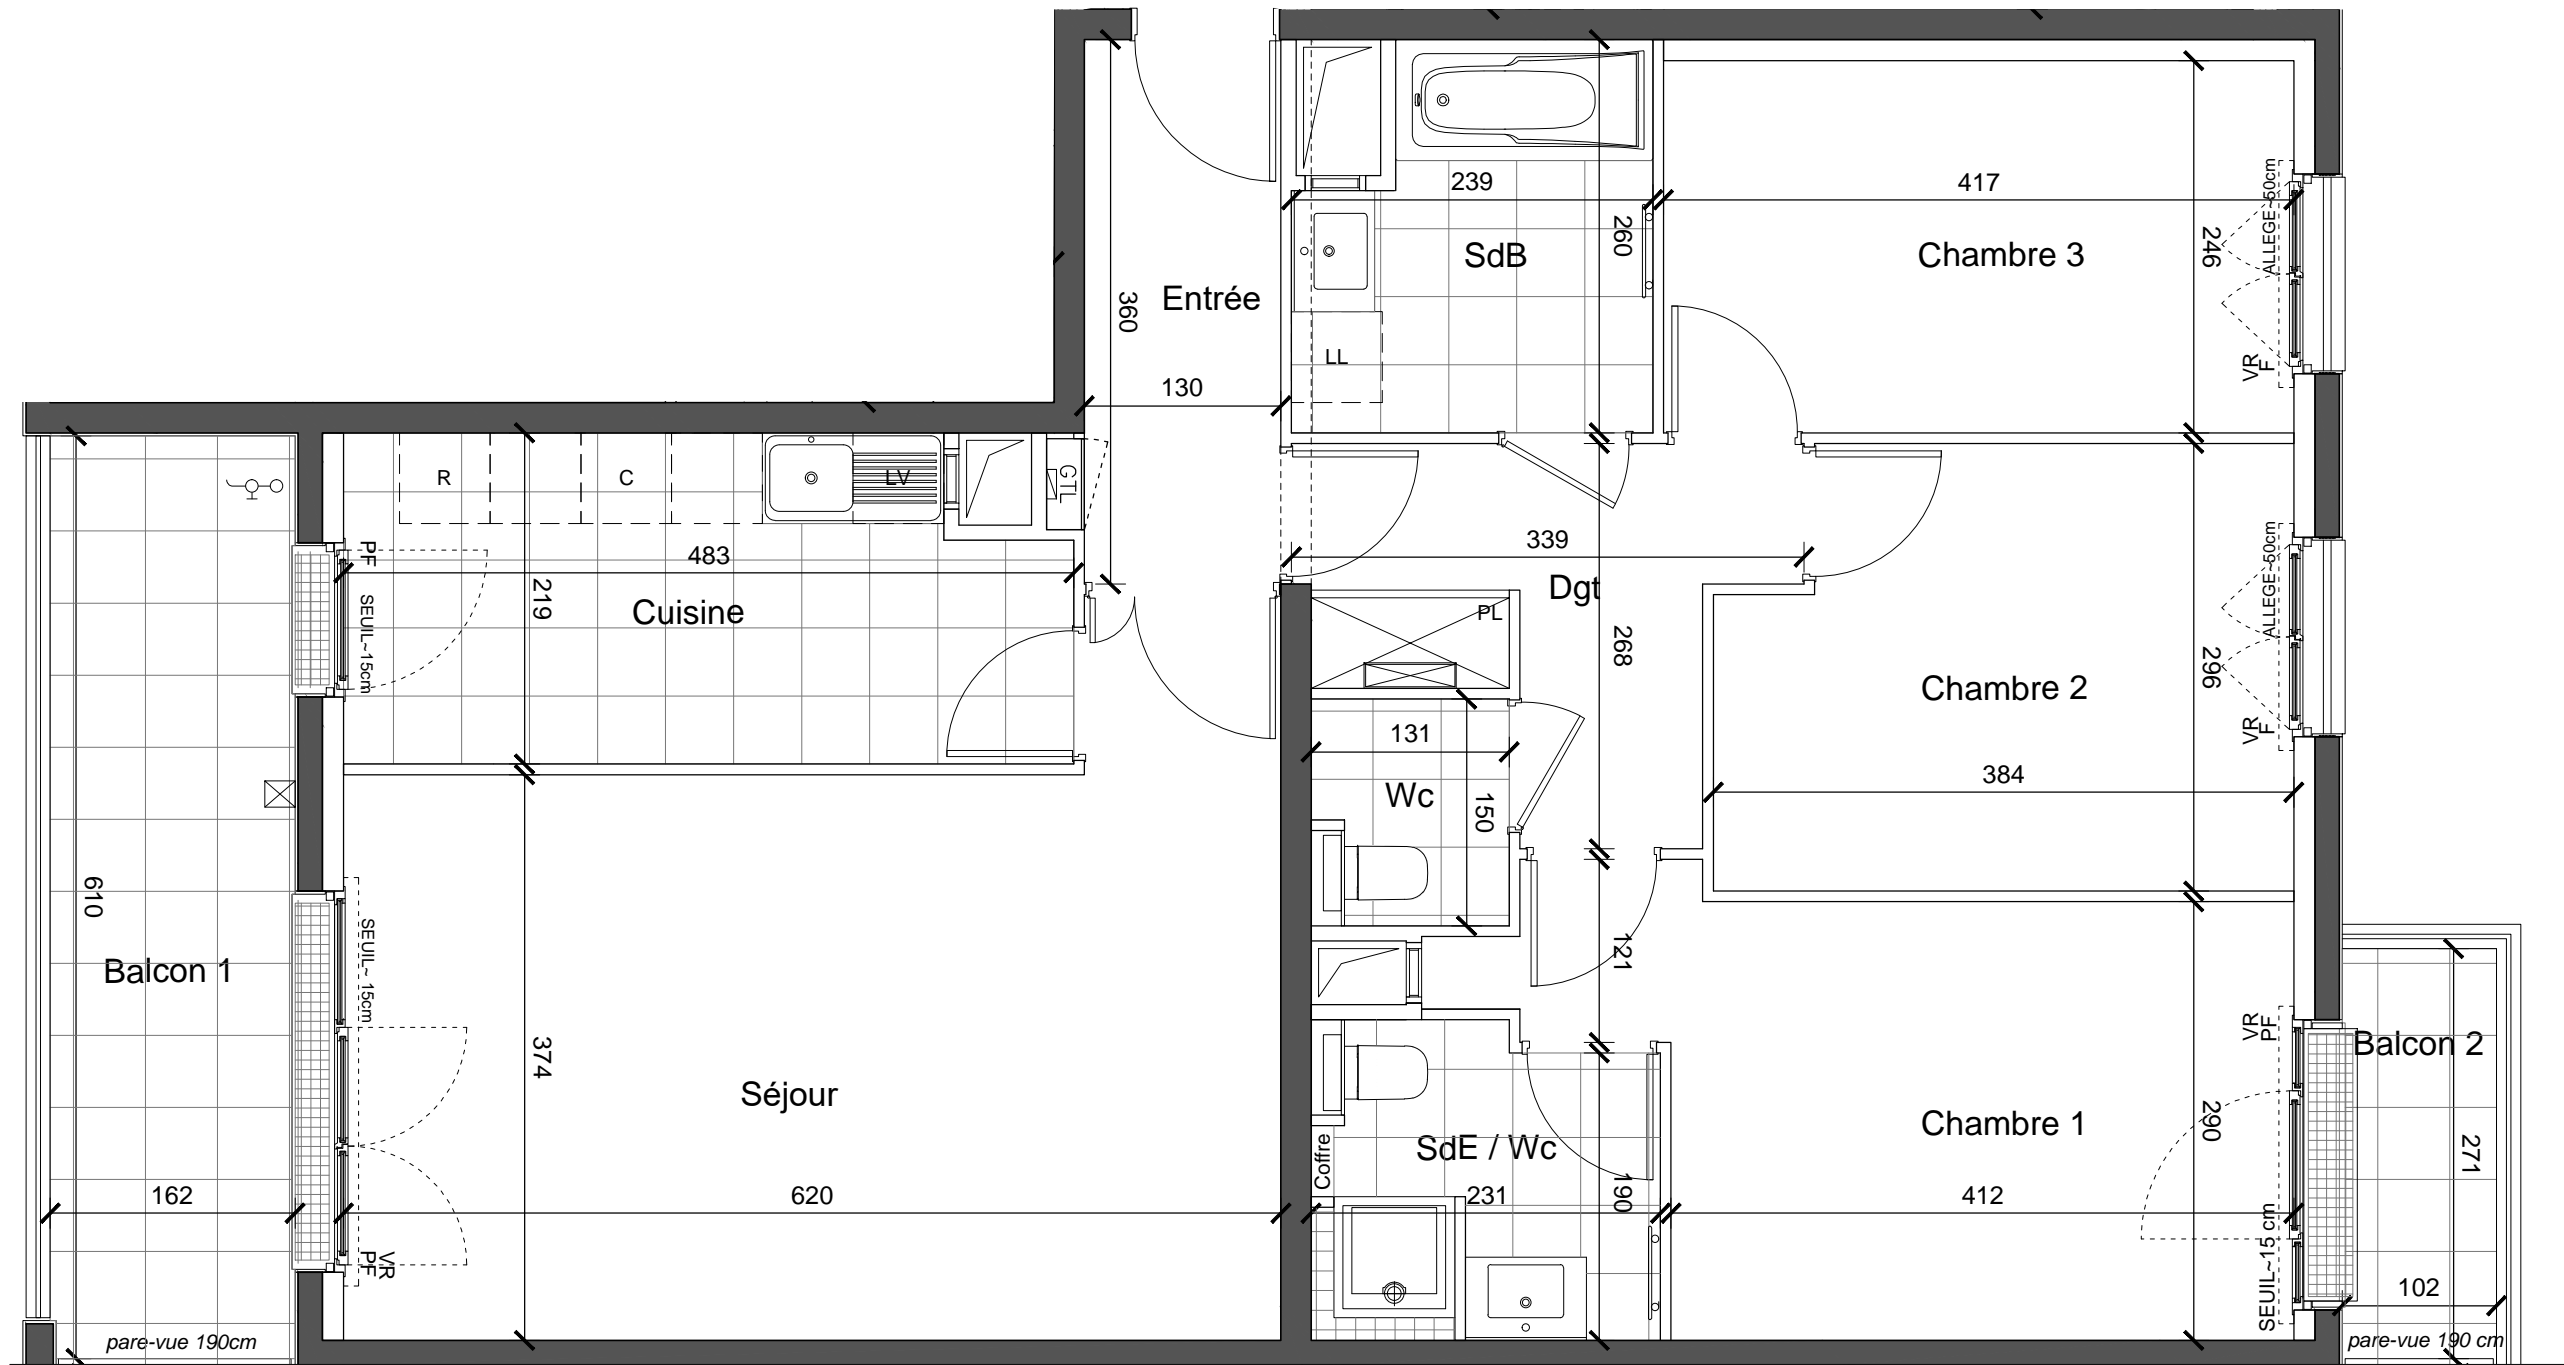 239
417
ALLEGE~50cm
260
246
SdB
Chambre 3
Entrée
360
LL
VR
F
130
R
C
LV
GTL
PF
483
339
ALLEGE~50cm
SEUIL~15cm
219
Cuisine
Dgt
PL
268
296
Chambre 2
VR
F
131
384
Wc
150
610
SEUIL~ 15cm
121
Balcon 1
VR
PF
Balcon 2
374
Séjour
Chambre 1
290
Coffre
SdE / Wc
271
162
620
231
190
412
VR
PF
SEUIL~15 cm
102
pare-vue 190cm
pare-vue 190 cm